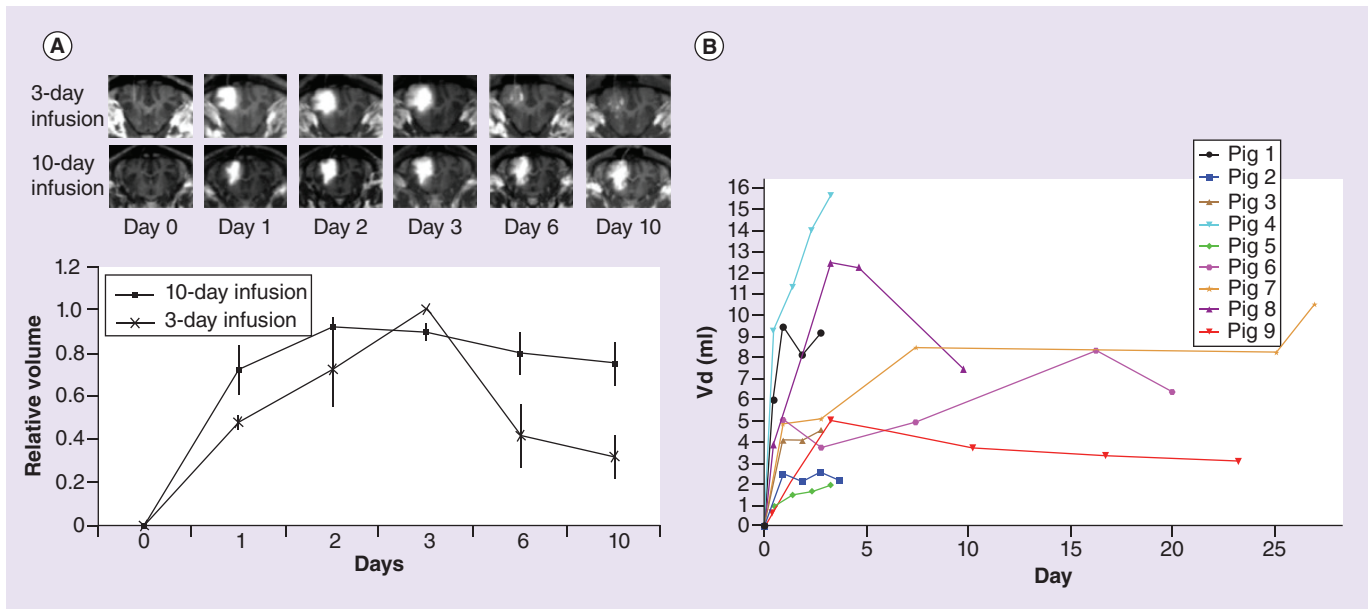 A
3-day
infusion
10-day
infusion
Day 0 Day 1 Day 2 Day 3 Day 6 Day 10
1.2
1.0
0.8
0.6
0.4
0.2
0
Relative volume
10-day infusion
3-day infusion
0 1 2 3 6 10
Days
B
Pig 1
Pig 2
Pig 3
Pig 4
Pig 5
Pig 6
Pig 7
Pig 8
Pig 9
16
15
14
13
12
11
10
9
8
7
6
5
4
3
2
1
0
Vd (ml)
0 5 10 15 20 25
Day